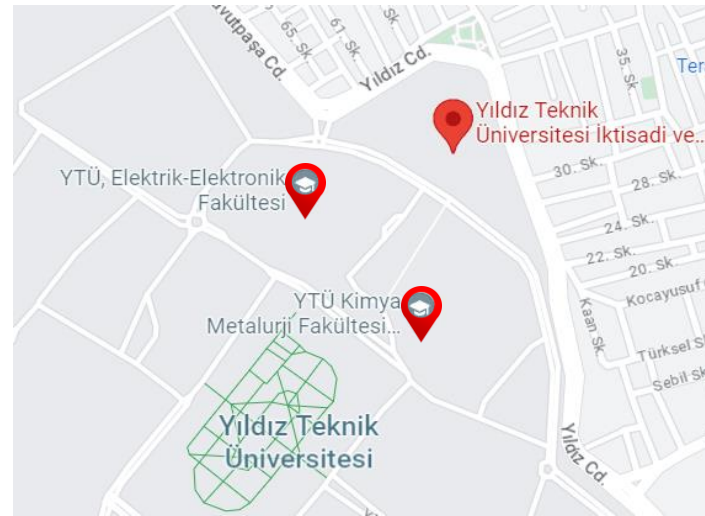 vutpaşa Cd.
65. Sk.
61. Sk.
Yıldız Cd.
35. Sk.
Ter
Yıldız Teknik
Üniversitesi İktisadi ve...
YTÜ, Elektrik-Elektronik
Fakültesi
30. Sk.
28. Sk.
24. Sk.
22. Sk.
20. Sk.
Kocayusuf
YTÜ Kimya
Metalurji Fakültesi...
Kaan Sk.
Türksel S
Sebil Sk
Yıldız Teknik
Üniversitesi
Yıldız Cd.